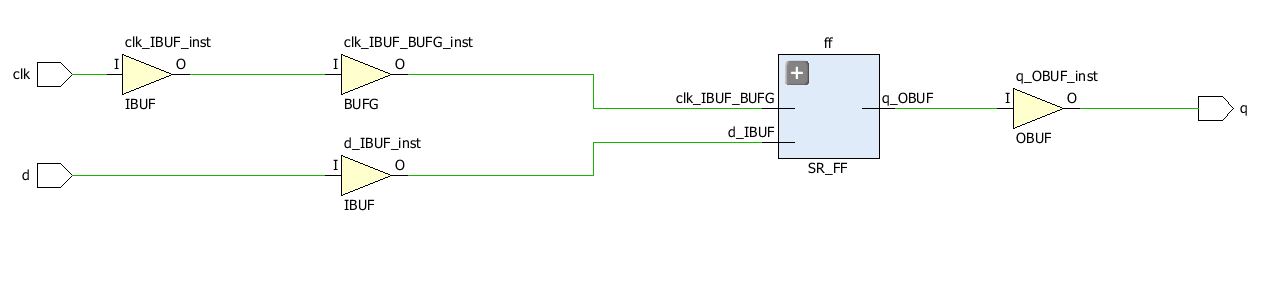 clk
clk_IBUF_inst
I
O
IBUF
clk_IBUF_BUFG_inst
I
O
BUFG
d
d_IBUF_inst
I
O
IBUF
ff
clk_IBUF_BUFG
d_IBUF
q_OBUF
SR_FF
q_OBUF_inst
I
O
OBUF
q